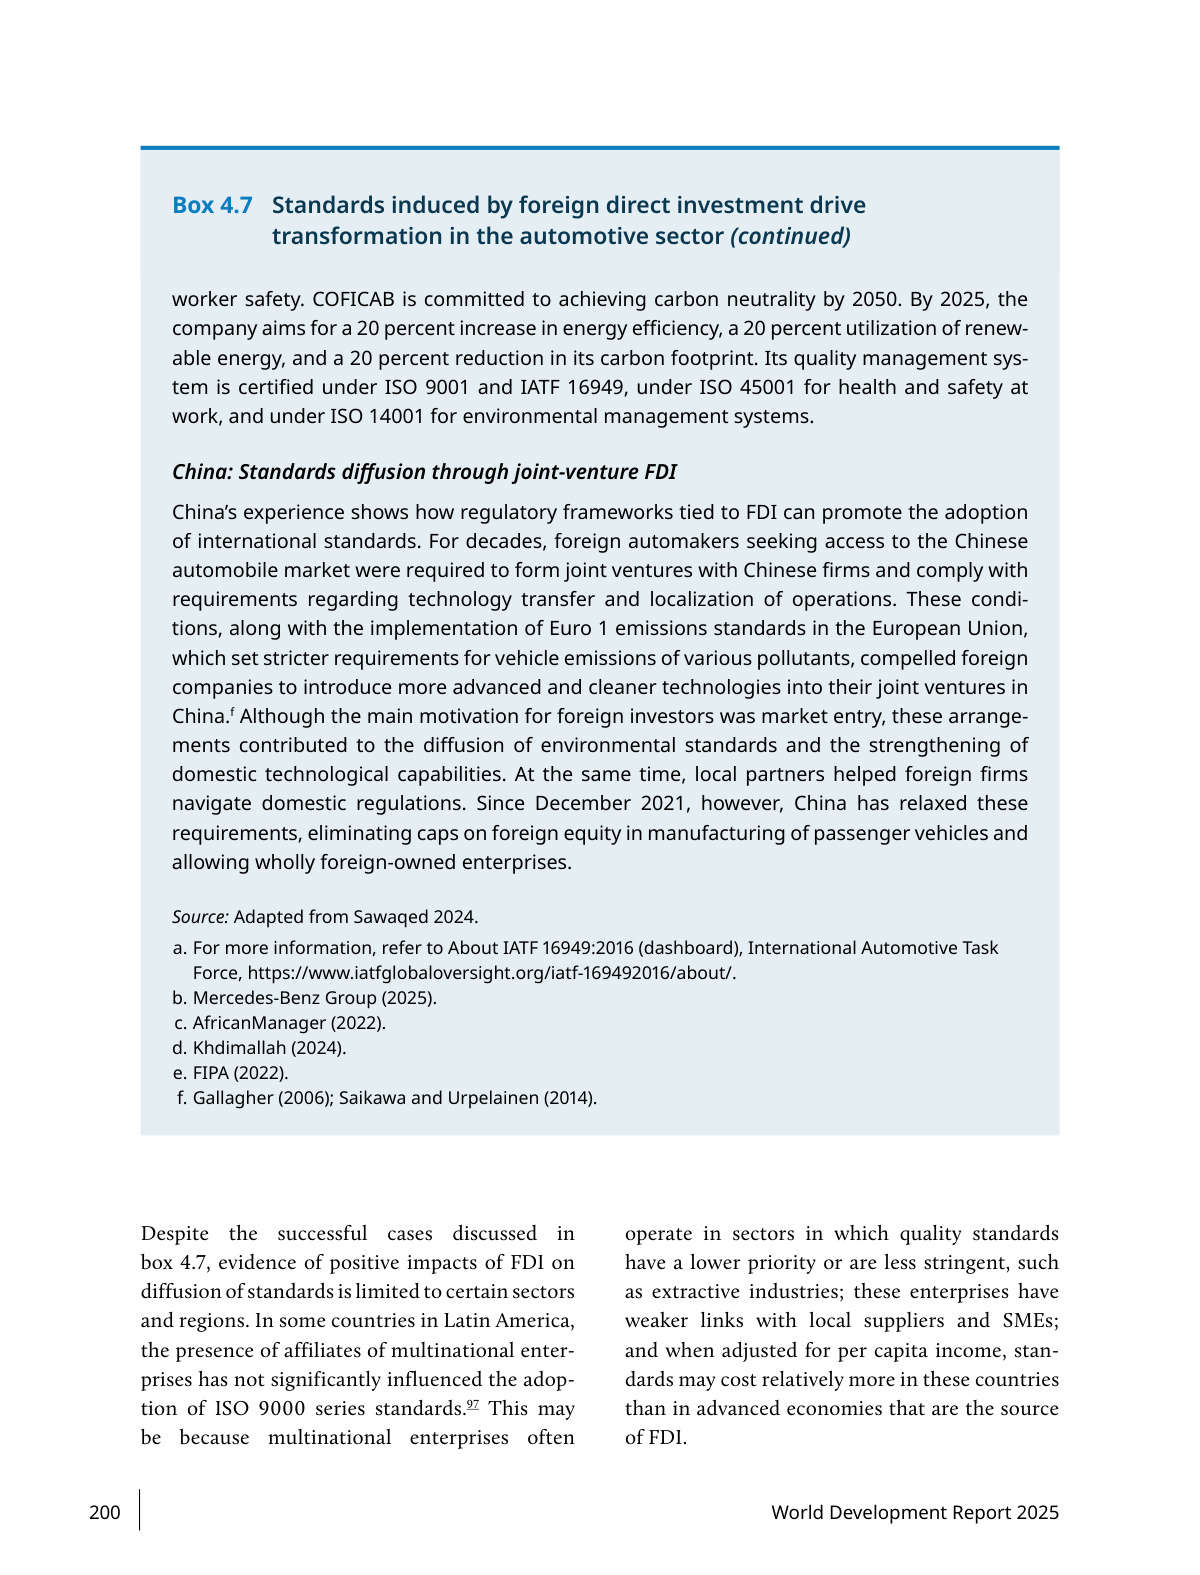 Box 4.7 Standards induced by foreign direct investment drive
transformation in the automotive sector (continued)
worker safety. COFICAB is committed to achieving carbon neutrality by 2050. By 2025, the
company aims for a 20 percent increase in energy efficiency, a 20 percent utilization of renew-
able energy, and a 20 percent reduction in its carbon footprint. Its quality management sys-
tem is certified under ISO 9001 and IATF 16949, under ISO 45001 for health and safety at
work, and under ISO 14001 for environmental management systems.
China: Standards diffusion through joint-venture FDI
China’s experience shows how regulatory frameworks tied to FDI can promote the adoption
of international standards. For decades, foreign automakers seeking access to the Chinese
automobile market were required to form joint ventures with Chinese firms and comply with
requirements regarding technology transfer and localization of operations. These condi-
tions, along with the implementation of Euro 1 emissions standards in the European Union,
which set stricter requirements for vehicle emissions of various pollutants, compelled foreign
companies to introduce more advanced and cleaner technologies into their joint ventures in
China.f Although the main motivation for foreign investors was market entry, these arrange-
ments contributed to the diffusion of environmental standards and the strengthening of
domestic technological capabilities. At the same time, local partners helped foreign firms
navigate domestic regulations. Since December 2021, however, China has relaxed these
requirements, eliminating caps on foreign equity in manufacturing of passenger vehicles and
allowing wholly foreign-owned enterprises.
Source: Adapted from Sawaqed 2024.
a. For more information, refer to About IATF 16949:2016 (dashboard), International Automotive Task
Force, https://www.iatfglobaloversight.org/iatf-169492016/about/.
b. Mercedes-Benz Group (2025).
c. AfricanManager (2022).
d. Khdimallah (2024).
e. FIPA (2022).
f. Gallagher (2006); Saikawa and Urpelainen (2014).
Despite the successful cases discussed in
box 4.7, evidence of positive impacts of FDI on
diffusion of standards is limited to certain sectors
and regions. In some countries in Latin America,
the presence of affiliates of multinational enter-
prises has not significantly influenced the adop-
tion of ISO 9000 series standards.97 This may
be because multinational enterprises often
operate in sectors in which quality standards
have a lower priority or are less stringent, such
as extractive industries; these enterprises have
weaker links with local suppliers and SMEs;
and when adjusted for per capita income, stan-
dards may cost relatively more in these countries
than in advanced economies that are the source
of FDI.
200
World Development Report 2025